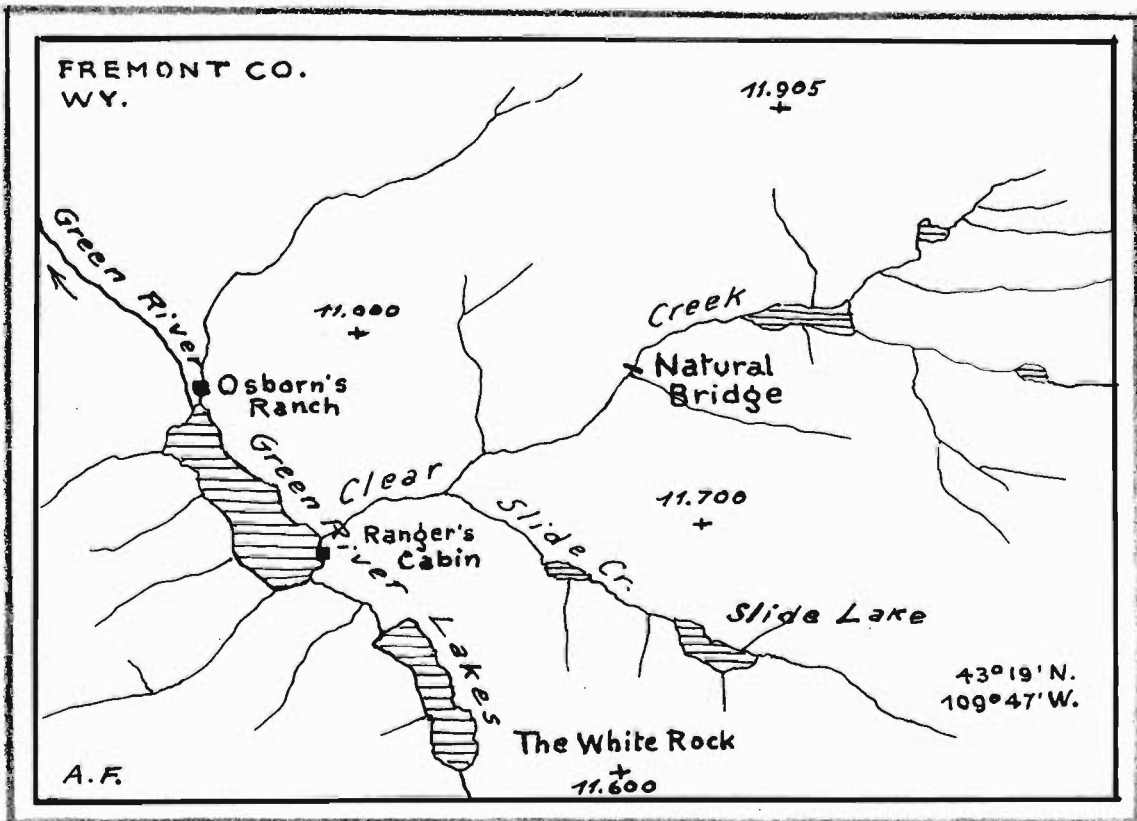 FREMONT CO.
WY.
11.905
Green River
11.000
Creek
Natural
Bridge
Osborn's
Ranch
Green River Lakes
Clear
11.700
Slide Cr.
Ranger's
Cabin
Slide Lake
43°19'N.
109°47'W.
The White Rock
11.600
A.F.